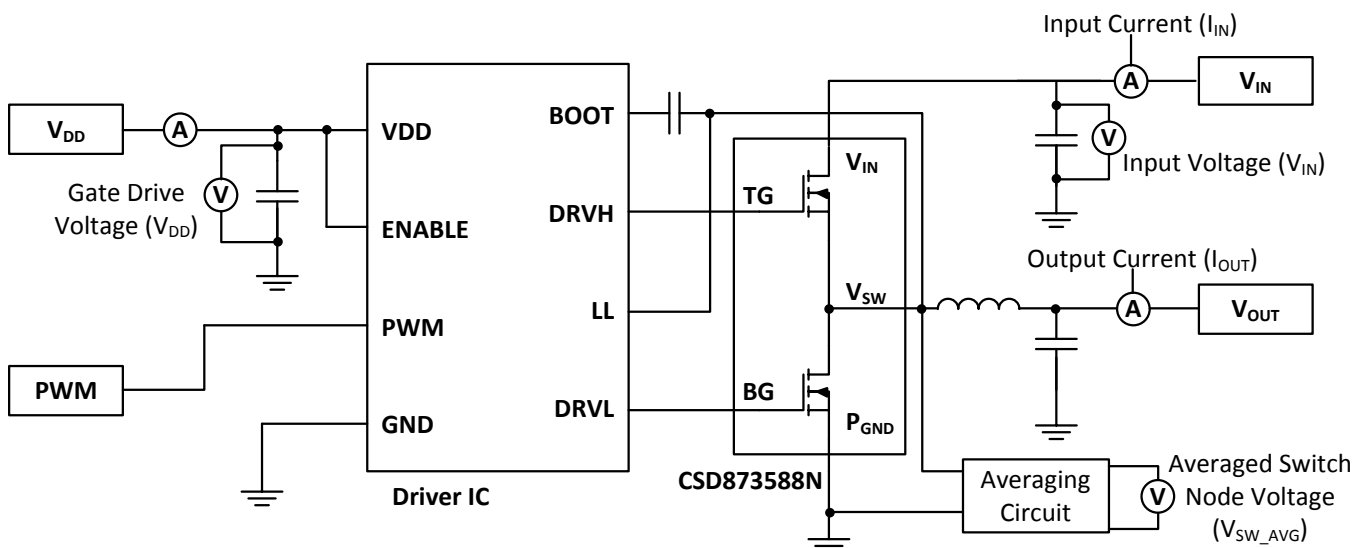 Input Current (I_IN)
V_DD
A
VDD
BOOT
A
V_IN
V
Gate Drive
Voltage (V_DD)
V
Input Voltage (V_IN)
V_IN
TG
DRVH
ENABLE
Output Current (I_OUT)
V_SW
LL
A
V_OUT
PWM
PWM
BG
DRVL
P_GND
GND
CSD873588N
Driver IC
Averaging
Circuit
V
Averaged Switch
Node Voltage
(V_SW_AVG)